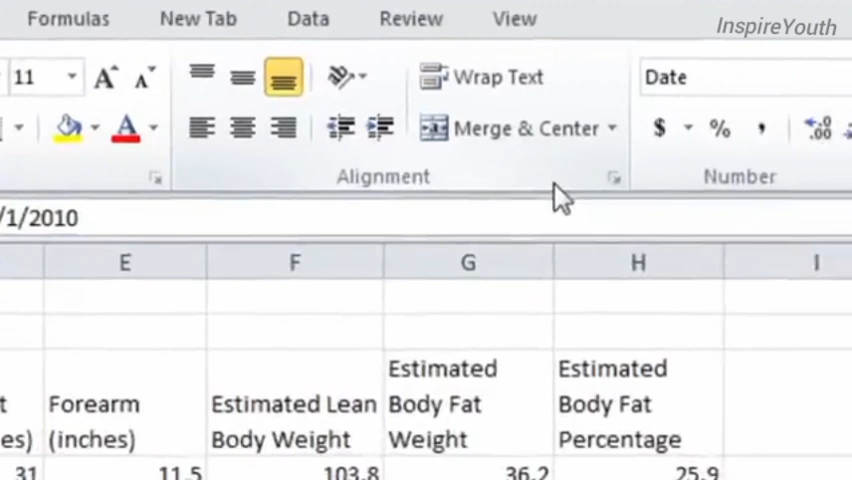 Formulas New Tab Data Review View
InspireYouth
11 A A Wrap Text Date
A Merge & Center $ % , .00
Alignment Number
/1/2010
E F G H I
Estimated Estimated
Forearm Estimated Lean Body Fat Body Fat
(inches) Body Weight Weight Percentage
31 11.5 103.8 36.2 25.9